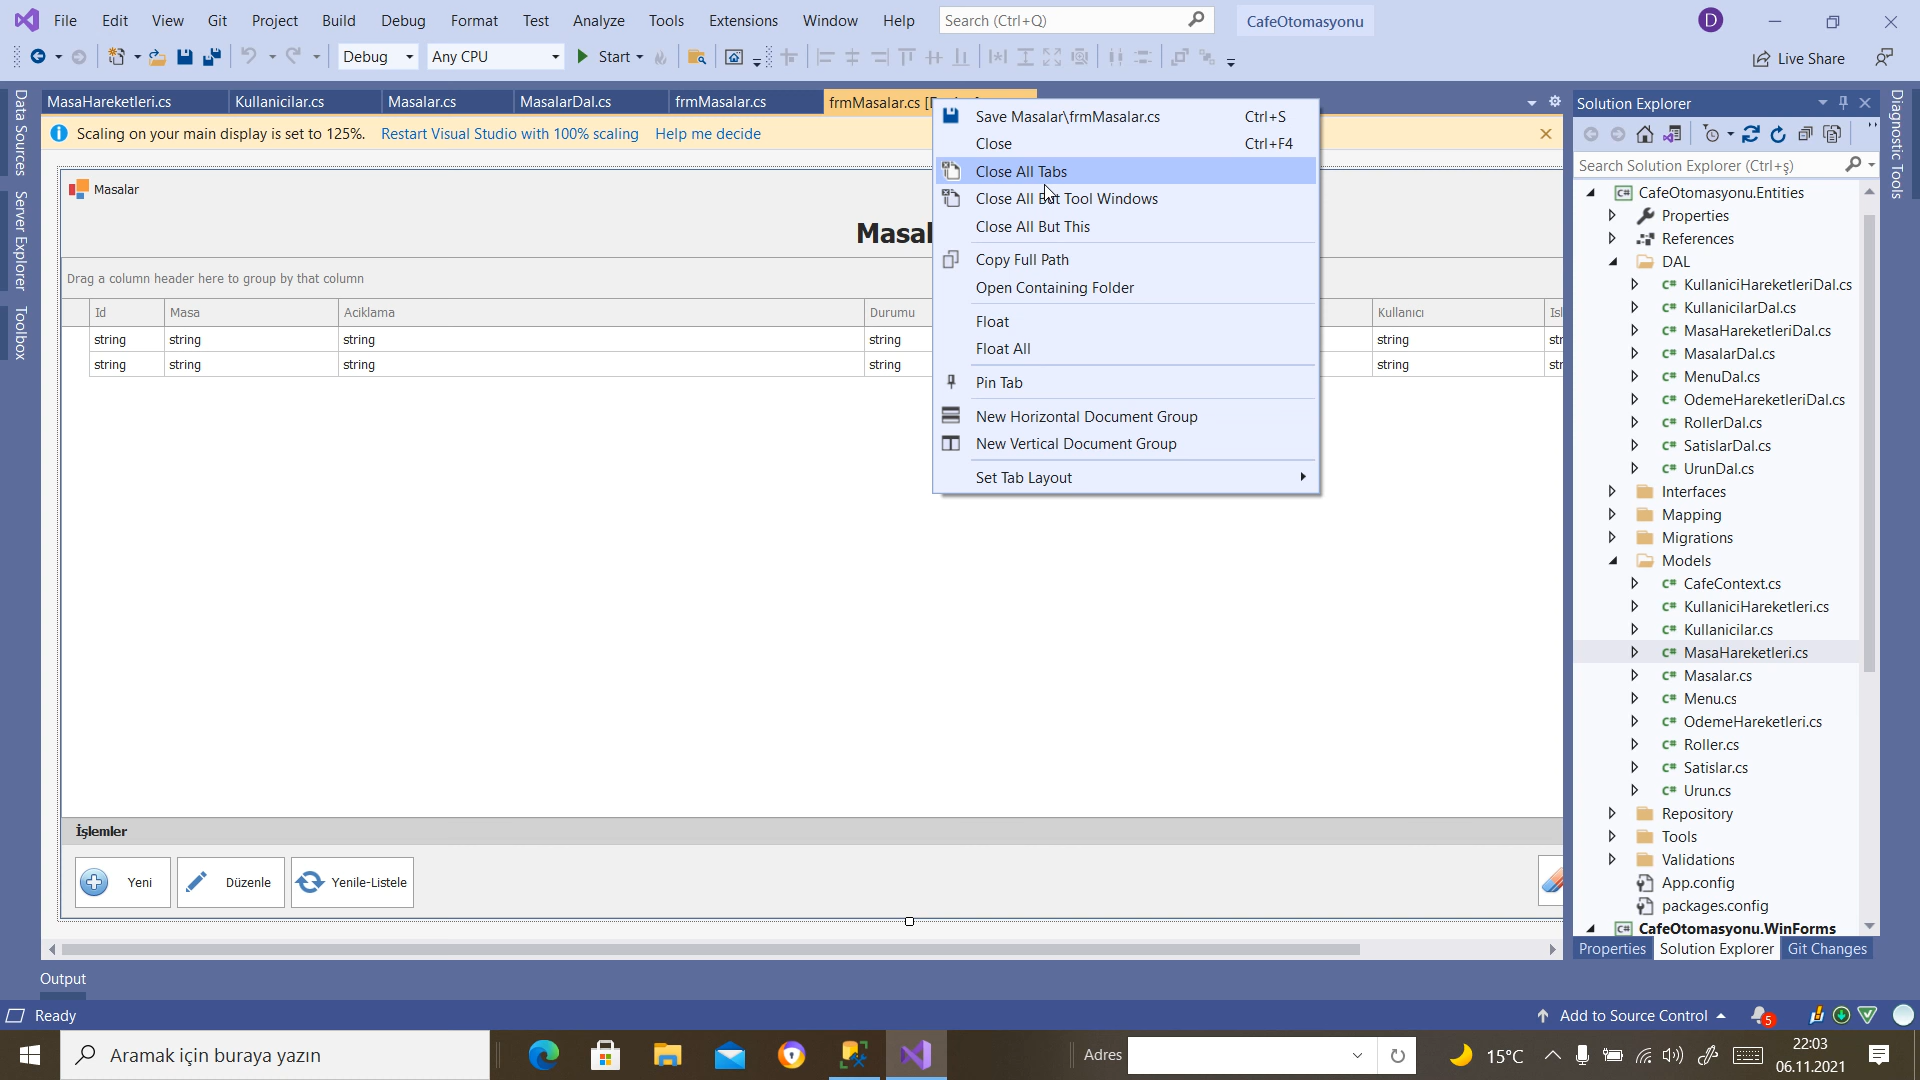 File Edit View Git Project Build Debug Format Test Analyze Tools Extensions Window Help Search (Ctrl+Q) CafeOtomasyonu D
Debug Any CPU Start Live Share
MasaHareketleri.cs Kullanicilar.cs Masalar.cs MasalarDal.cs frmMasalar.cs frmMasalar.cs
Scaling on your main display is set to 125%. Restart Visual Studio with 100% scaling Help me decide
Data Sources
Server Explorer
Toolbox
Masalar
Drag a column header here to group by that column
Id Masa Aciklama Durumu Kullanıcı
string string string string string
string string string string string
İşlemler
Yeni Düzenle Yenile-Listele
Save Masalar\frmMasalar.cs Ctrl+S
Close Ctrl+F4
Close All Tabs
Close All But Tool Windows
Close All But This
Copy Full Path
Open Containing Folder
Float
Float All
Pin Tab
New Horizontal Document Group
New Vertical Document Group
Set Tab Layout
Solution Explorer
Search Solution Explorer (Ctrl+ş)
CafeOtomasyonu.Entities
Properties
References
DAL
KullaniciHareketleriDal.cs
KullanicilarDal.cs
MasaHareketleriDal.cs
MasalarDal.cs
MenuDal.cs
OdemeHareketleriDal.cs
RollerDal.cs
SatislarDal.cs
UrunDal.cs
Interfaces
Mapping
Migrations
Models
CafeContext.cs
KullaniciHareketleri.cs
Kullanicilar.cs
MasaHareketleri.cs
Masalar.cs
Menu.cs
OdemeHareketleri.cs
Roller.cs
Satislar.cs
Urun.cs
Repository
Tools
Validations
App.config
packages.config
CafeOtomasyonu.WinForms
Properties Solution Explorer Git Changes
Diagnostic Tools
Output
Ready Add to Source Control 5
Aramak için buraya yazın Adres 15°C 22:03
06.11.2021